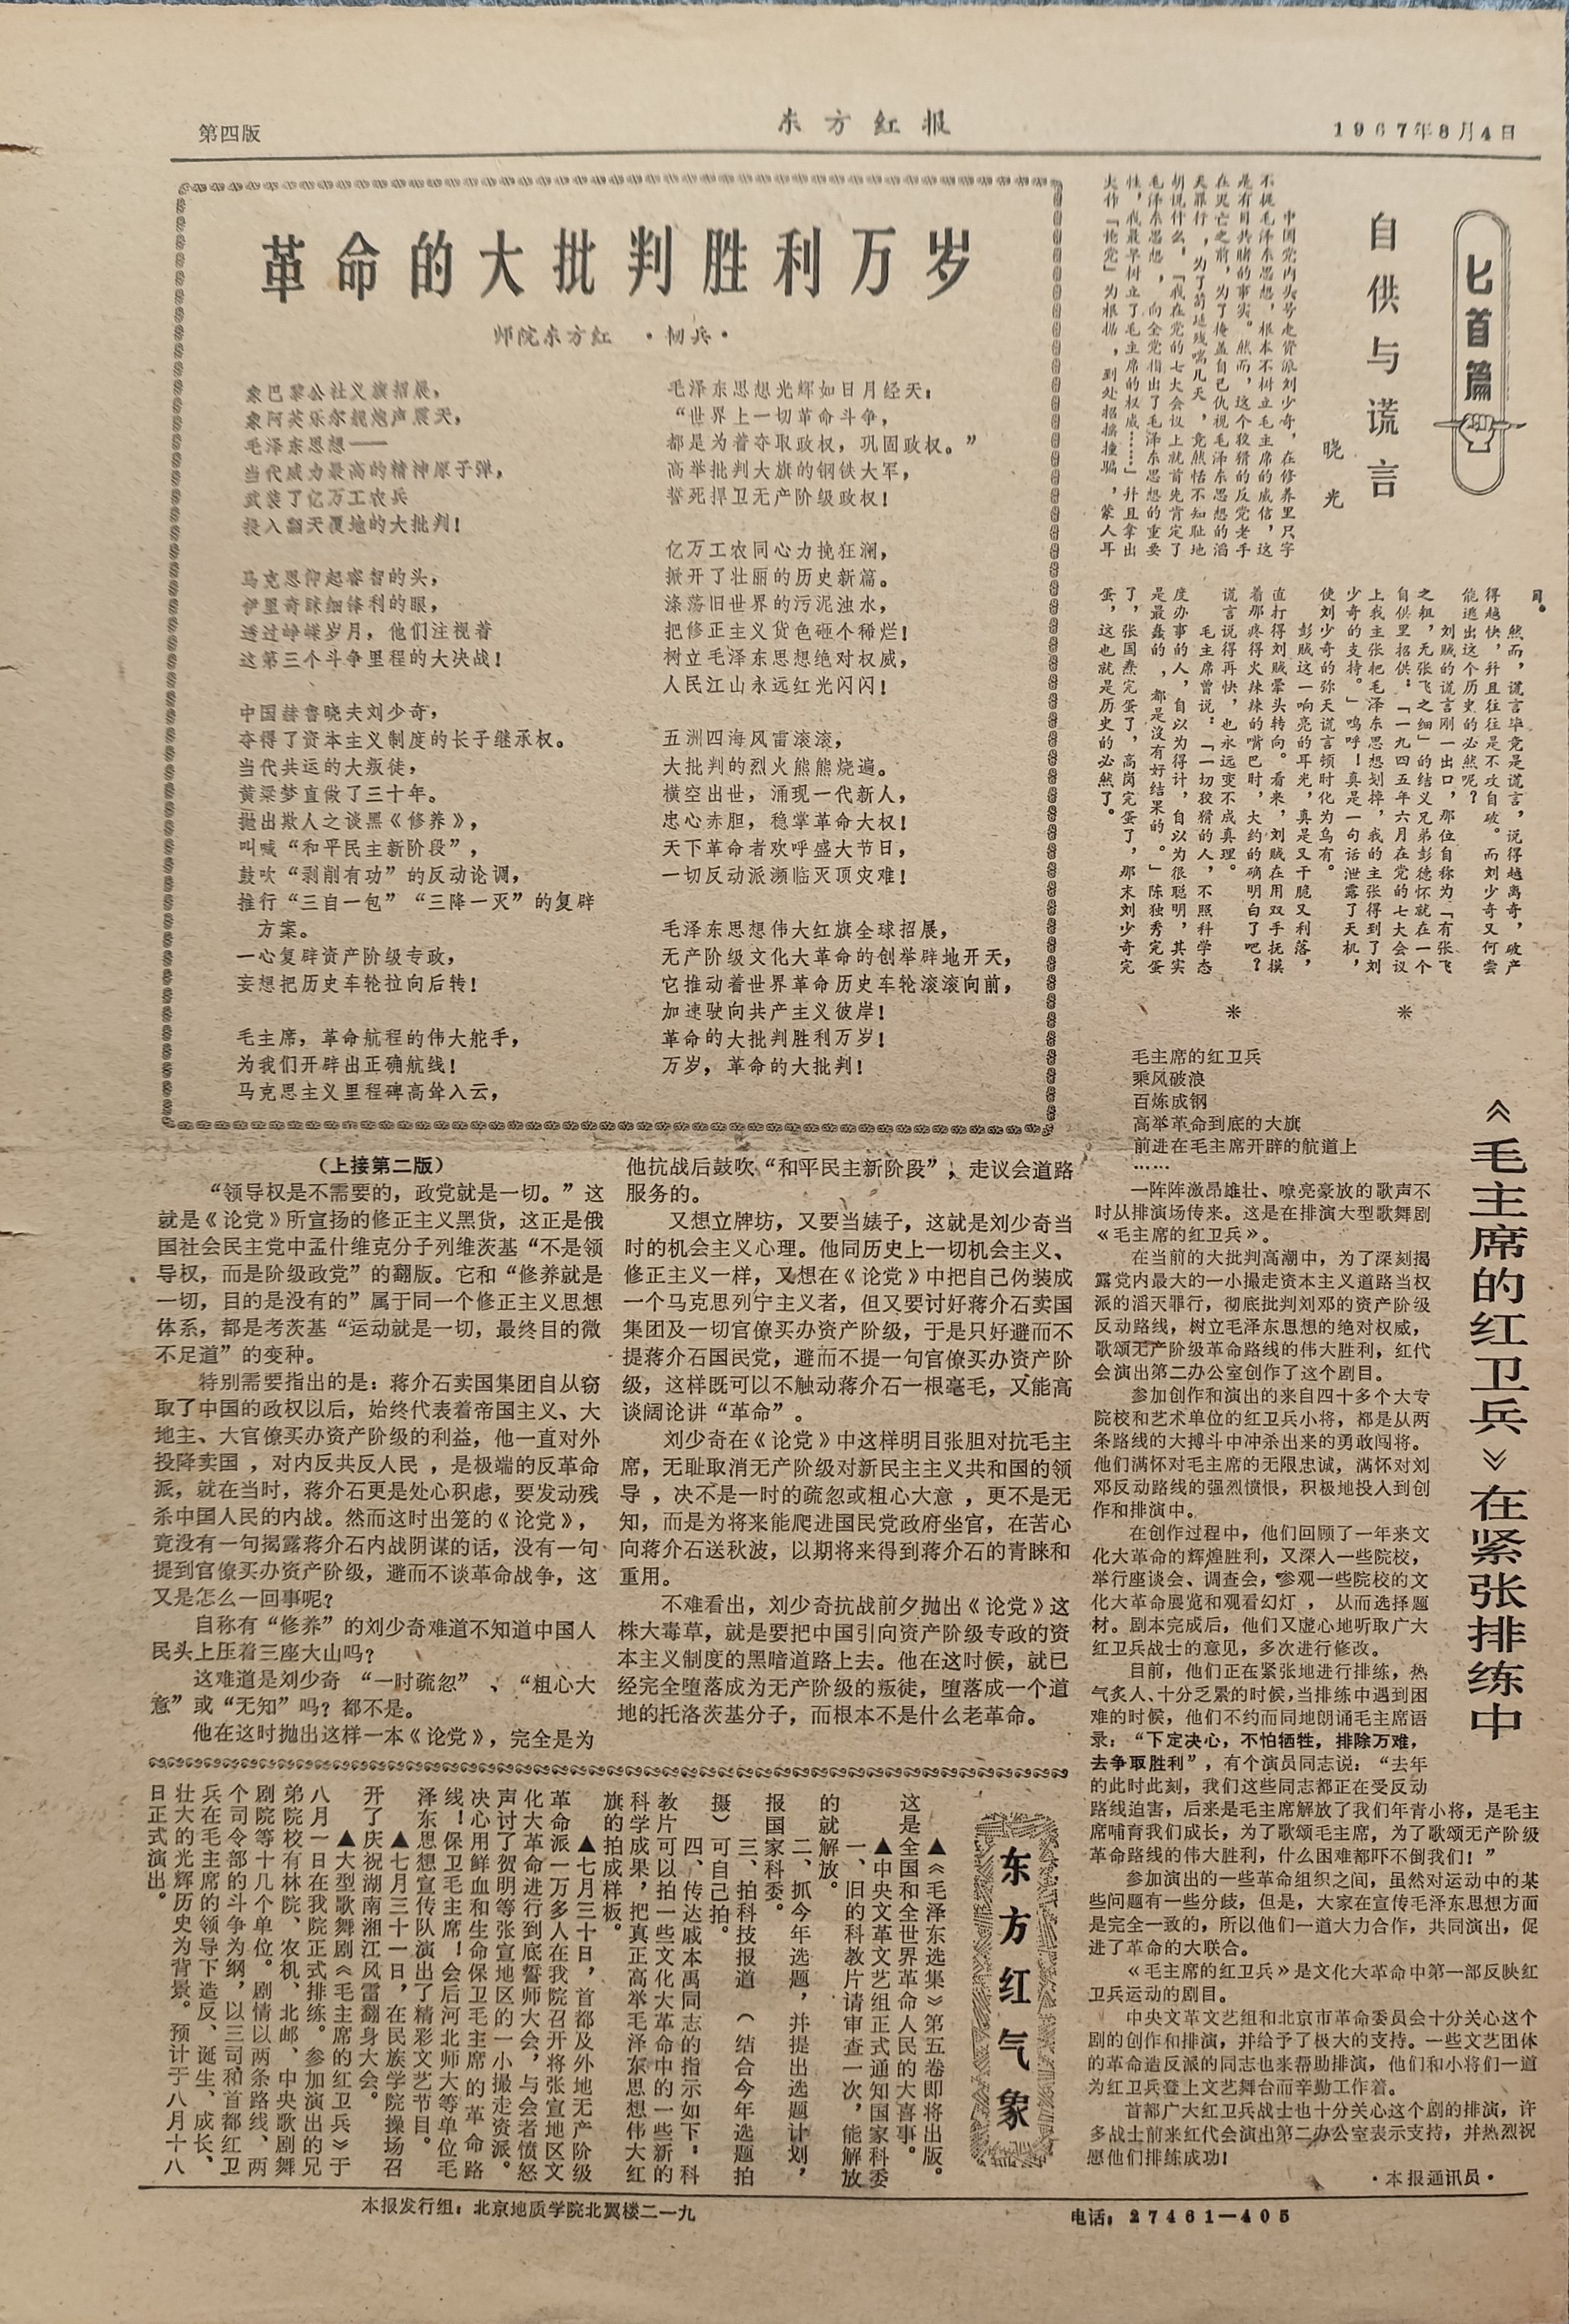 第四版
东方红报
1967年8月4日
革命的大批判胜利万岁
师院东方红 ·韧兵·
象巴黎公社义旗招展,
象阿芙乐尔舰炮声震天,
毛泽东思想——
当代威力最高的精神原子弹,
武装了亿万工农兵
投入翻天覆地的大批判!
马克思仰起睿智的头,
伊里奇眯细锋利的眼,
透过峥嵘岁月,他们注视着
这第三个斗争里程的大决战!
中国赫鲁晓夫刘少奇,
夺得了资本主义制度的长子继承权。
当代共运的大叛徒,
黄粱梦直做了三十年。
抛出欺人之谈黑《修养》,
叫喊“和平民主新阶段”,
鼓吹“剥削有功”的反动论调,
推行“三自一包”“三降一灭”的复辟
方案。
一心复辟资产阶级专政,
妄想把历史车轮拉向后转!
毛主席,革命航程的伟大舵手,
为我们开辟出正确航线!
马克思主义里程碑高耸入云,
毛泽东思想光辉如日月经天:
“世界上一切革命斗争,
都是为着夺取政权,巩固政权。”
高举批判大旗的钢铁大军,
誓死捍卫无产阶级政权!
亿万工农同心力挽狂澜,
掀开了壮丽的历史新篇。
涤荡旧世界的污泥浊水,
把修正主义货色砸个稀烂!
树立毛泽东思想绝对权威,
人民江山永远红光闪闪!
五洲四海风雷滚滚,
大批判的烈火熊熊烧遍。
横空出世,涌现一代新人,
忠心赤胆,稳掌革命大权!
天下革命者欢呼盛大节日,
一切反动派濒临灭顶灾难!
毛泽东思想伟大红旗全球招展,
无产阶级文化大革命的创举辟地开天,
它推动着世界革命历史车轮滚滚向前,
加速驶向共产主义彼岸!
革命的大批判胜利万岁!
万岁,革命的大批判!
匕首篇
自供与谎言
晓光
中国党内头号走资派刘少奇,在修养里只字
不提毛泽东思想,根本不树立毛主席的威信,这
是有目共睹的事实。然而,这个狡猾的反党老手
在灭亡之前,为了掩盖自己仇视毛泽东思想的滔
天罪行,为了苟延残喘几天,竟然恬不知耻地
胡说什么,「我在党的七大会议上就首先肯定了
毛泽东思想,向全党指出了毛泽东思想的重要
性,我最早树立了毛主席的权威……」并且拿出
大作「论党」为根据,到处招摇撞骗,蒙人耳
目。
然而,谎言毕竟是谎言,说得越离奇,破产
得越快,并且往往是不攻自破。而刘少奇又何尝
能逃出这个历史的必然呢?
刘贼的谎言刚一出口,那位自称为「有张飞
之粗,无张飞之细」的结义兄弟彭德怀就在一个
自供里招供:「一九四五年六月在党的七大会议
上我主张把毛泽东思想划掉,我的主张得到了刘
少奇的支持。」呜呼!真是一句话泄露了天机,
使刘少奇的弥天谎言顿时化为乌有。
彭贼这一响亮的耳光,真是又干脆又利落,
直打得刘贼晕头转向。看来,刘贼在用双手抚摸
着那疼得火辣辣的嘴巴时,大约的确明白了吧?
谎言说得再快,也永远变不成真理。
毛主席曾说:「一切狡猾的人,不照科学态
度办事的人,自以为得计,自以为很聪明,其实
是最蠢的,都是没有好结果的。」陈独秀完蛋
了,张国焘完蛋了,高岗完蛋了,那末刘少奇完
蛋,这也就是历史的必然了。
* *
《毛主席的红卫兵》在紧张排练中
毛主席的红卫兵
乘风破浪
百炼成钢
高举革命到底的大旗
前进在毛主席开辟的航道上
……
一阵阵激昂雄壮、嘹亮豪放的歌声不
时从排演场传来。这是在排演大型歌舞剧
《毛主席的红卫兵》。
在当前的大批判高潮中,为了深刻揭
露党内最大的一小撮走资本主义道路当权
派的滔天罪行,彻底批判刘邓的资产阶级
反动路线,树立毛泽东思想的绝对权威,
歌颂无产阶级革命路线的伟大胜利,红代
会演出第二办公室创作了这个剧目。
参加创作和演出的来自四十多个大专
院校和艺术单位的红卫兵小将,都是从两
条路线的大搏斗中冲杀出来的勇敢闯将。
他们满怀对毛主席的无限忠诚,满怀对刘
邓反动路线的强烈愤恨,积极地投入到创
作和排演中。
在创作过程中,他们回顾了一年来文
化大革命的辉煌胜利,又深入一些院校,
举行座谈会、调查会,参观一些院校的文
化大革命展览和观看幻灯,从而选择题
材。剧本完成后,他们又虚心地听取广大
红卫兵战士的意见,多次进行修改。
目前,他们正在紧张地进行排练,热
气炙人、十分乏累的时候,当排练中遇到困
难的时候,他们不约而同地朗诵毛主席语
录:“下定决心,不怕牺牲,排除万难,
去争取胜利”,有个演员同志说:“去年
的此时此刻,我们这些同志都正在受反动
路线迫害,后来是毛主席解放了我们年青小将,是毛主
席哺育我们成长,为了歌颂毛主席,为了歌颂无产阶级
革命路线的伟大胜利,什么困难都吓不倒我们!”
参加演出的一些革命组织之间,虽然对运动中的某
些问题有一些分歧,但是,大家在宣传毛泽东思想方面
是完全一致的,所以他们一道大力合作,共同演出,促
进了革命的大联合。
《毛主席的红卫兵》是文化大革命中第一部反映红
卫兵运动的剧目。
中央文革文艺组和北京市革命委员会十分关心这个
剧的创作和排演,并给予了极大的支持。一些文艺团体
的革命造反派的同志也来帮助排演,他们和小将们一道
为红卫兵登上文艺舞台而辛勤工作着。
首都广大红卫兵战士也十分关心这个剧的排演,许
多战士前来红代会演出第二办公室表示支持,并热烈祝
愿他们排练成功!
·本报通讯员·
(上接第二版)
“领导权是不需要的,政党就是一切。”这
就是《论党》所宣扬的修正主义黑货,这正是俄
国社会民主党中孟什维克分子列维茨基“不是领
导权,而是阶级政党”的翻版。它和“修养就是
一切,目的是没有的”属于同一个修正主义思想
体系,都是考茨基“运动就是一切,最终目的微
不足道”的变种。
特别需要指出的是:蒋介石卖国集团自从窃
取了中国的政权以后,始终代表着帝国主义、大
地主、大官僚买办资产阶级的利益,他一直对外
投降卖国,对内反共反人民,是极端的反革命
派,就在当时,蒋介石更是处心积虑,要发动残
杀中国人民的内战。然而这时出笼的《论党》,
竟没有一句揭露蒋介石内战阴谋的话,没有一句
提到官僚买办资产阶级,避而不谈革命战争,这
又是怎么一回事呢?
自称有“修养”的刘少奇难道不知道中国人
民头上压着三座大山吗?
这难道是刘少奇“一时疏忽”、“粗心大
意”或“无知”吗?都不是。
他在这时抛出这样一本《论党》,完全是为
他抗战后鼓吹“和平民主新阶段”,走议会道路
服务的。
又想立牌坊,又要当婊子,这就是刘少奇当
时的机会主义心理。他同历史上一切机会主义、
修正主义一样,又想在《论党》中把自己伪装成
一个马克思列宁主义者,但又要讨好蒋介石卖国
集团及一切官僚买办资产阶级,于是只好避而不
提蒋介石国民党,避而不提一句官僚买办资产阶
级,这样既可以不触动蒋介石一根毫毛,又能高
谈阔论讲“革命”。
刘少奇在《论党》中这样明目张胆对抗毛主
席,无耻取消无产阶级对新民主主义共和国的领
导,决不是一时的疏忽或粗心大意,更不是无
知,而是为将来能爬进国民党政府坐官,在苦心
向蒋介石送秋波,以期将来得到蒋介石的青睐和
重用。
不难看出,刘少奇抗战前夕抛出《论党》这
株大毒草,就是要把中国引向资产阶级专政的资
本主义制度的黑暗道路上去。他在这时候,就已
经完全堕落成为无产阶级的叛徒,堕落成一个道
地的托洛茨基分子,而根本不是什么老革命。
东方红气象
▲《毛泽东选集》第五卷即将出版。
这是全国和全世界革命人民的大喜事。
▲中央文革文艺组正式通知国家科委
一、旧的科教片请审查一次,能解放
的就解放。
二、抓今年选题,并提出选题计划,
报国家科委。
三、拍科技报道(结合今年选题拍
摄)可自己拍。
四、传达戚本禹同志的指示如下:科
教片可以拍一些文化大革命中的一些新的
科学成果,把真正高举毛泽东思想伟大红
旗的拍成样板。
▲七月三十日,首都及外地无产阶级
革命派一万多人在我院召开将张宣地区文
化大革命进行到底誓师大会,与会者愤怒
声讨了贺明等张宣地区的一小撮走资派。
决心用鲜血和生命保卫毛主席的革命路
线!保卫毛主席!会后河北师大等单位毛
泽东思想宣传队演出了精彩文艺节目。
▲七月三十一日,在民族学院操场召
开了庆祝湖南湘江风雷翻身大会。
▲大型歌舞剧《毛主席的红卫兵》于
八月一日在我院正式排练。参加演出的兄
弟院校有林院、农机、北邮、中央歌剧舞
剧院等十几个单位。剧情以两条路线、两
个司令部的斗争为纲,以三司和首都红卫
兵在毛主席的领导下造反、诞生、成长、
壮大的光辉历史为背景。预计于八月十八
日正式演出。
本报发行组:北京地质学院北翼楼二一九
电话:27461—405